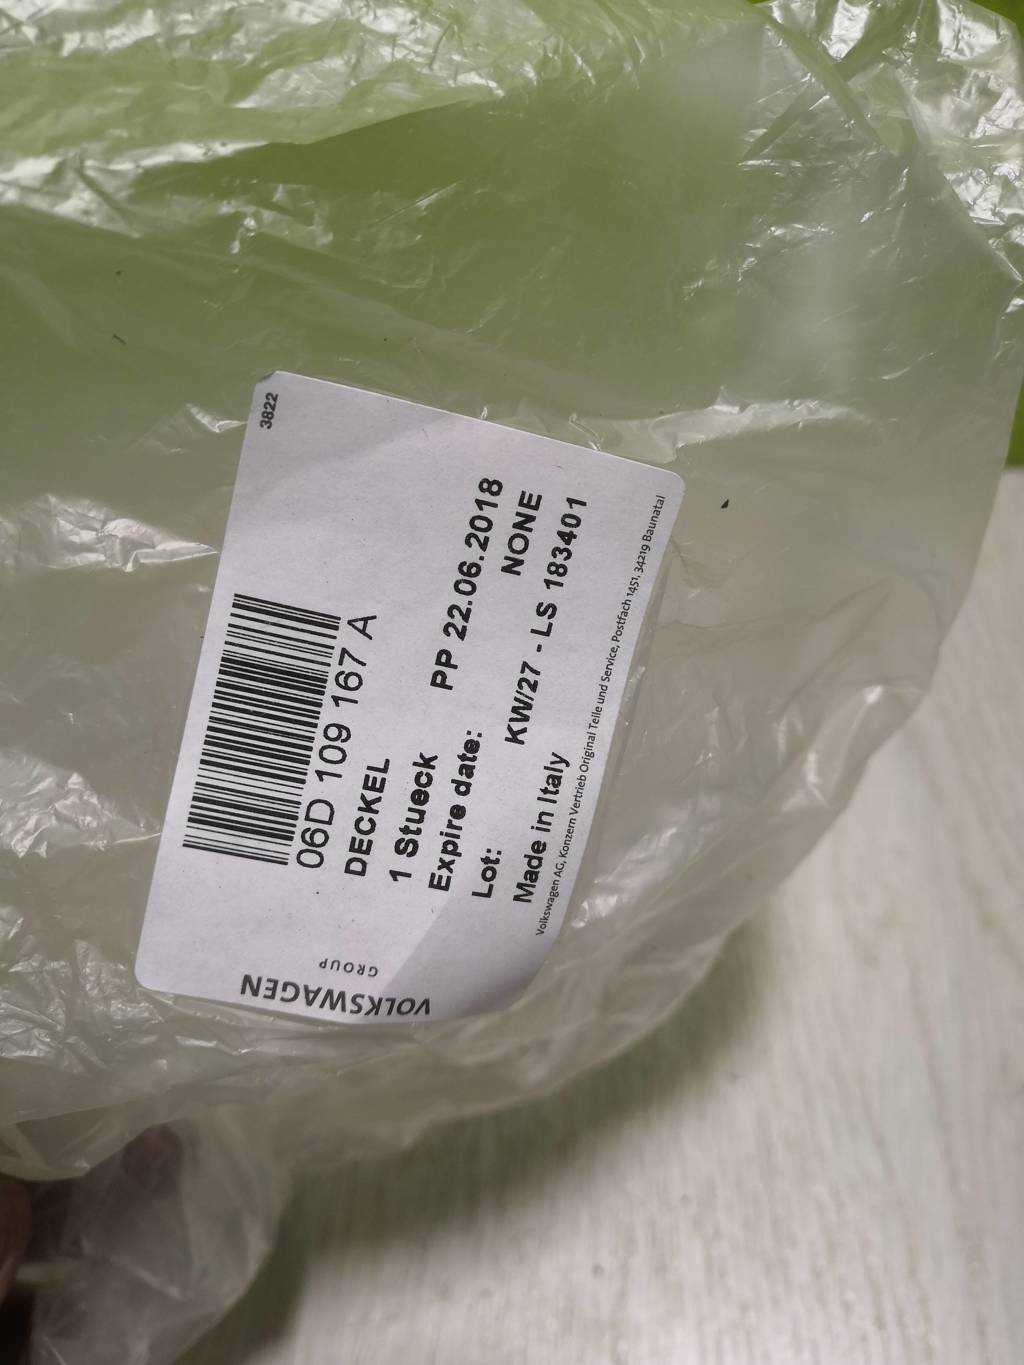 3822
06D 109 167 A
DECKEL
1 Stueck
Expire date: PP 22.06.2018
Lot: NONE
KW/27 - LS 183401
Made in Italy
Volkswagen AG, Konzern Vertrieb Original Teile und Service, Postfach 1451, 34219 Baunatal
VOLKSWAGEN
GROUP